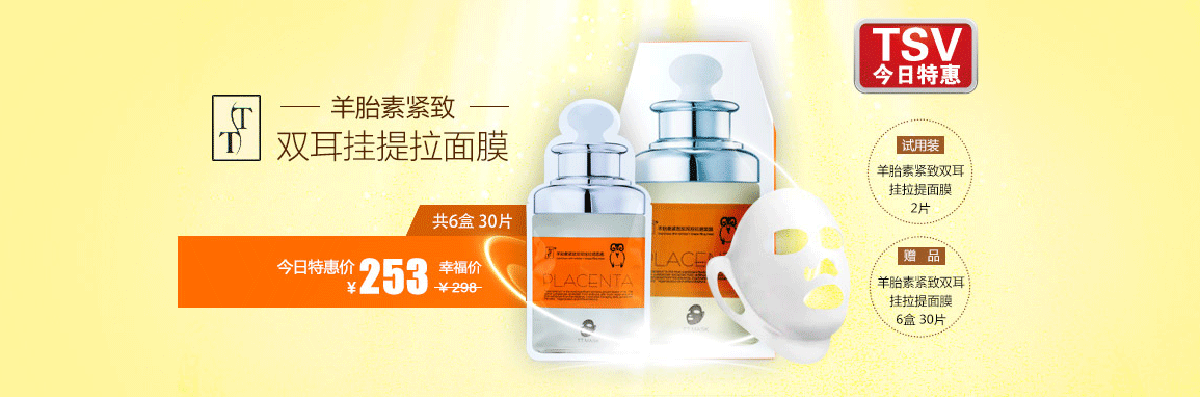 TSV
今日特惠
TT
羊胎素紧致
双耳挂提拉面膜
共6盒 30片
今日特惠价 ¥253
幸福价 ¥298
PLACENTA
PLACENTA
试用装
羊胎素紧致双耳
挂拉提面膜
2片
赠 品
羊胎素紧致双耳
挂拉提面膜
6盒 30片